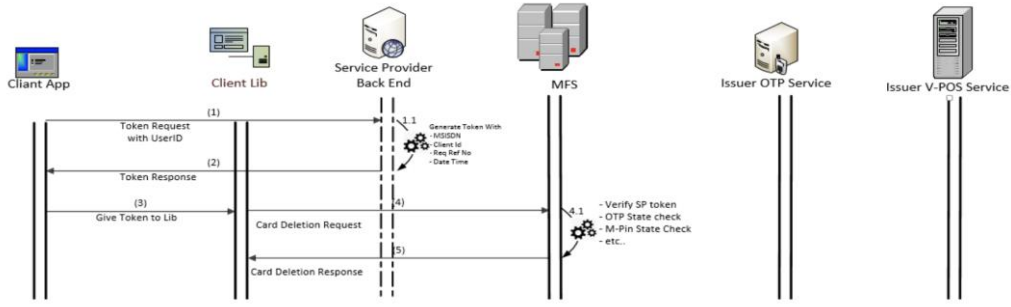 Cliant App
Client Lib
Service Provider
Back End
MFS
Issuer OTP Service
Issuer V-POS Service
(1)
Token Request
with UserID
1.1
Generate Token With
- MSISDN
- Client Id
- Req Ref No
- Date Time
(2)
Token Response
(3)
Give Token to Lib
(4)
Card Deletion Request
4.1
- Verify SP token
- OTP State check
- M-Pin State Check
- etc..
(5)
Card Deletion Response